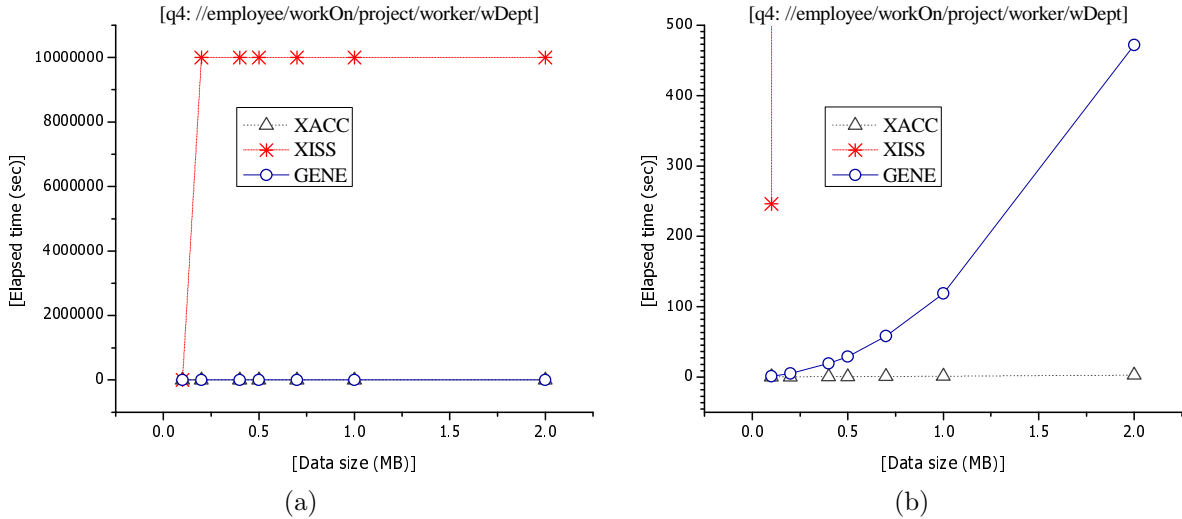 [q4: //employee/workOn/project/worker/wDept]
10000000
8000000
6000000
4000000
2000000
0
[Elapsed time (sec)]
XACC
XISS
GENE
0.0 0.5 1.0 1.5 2.0
[Data size (MB)]
(a)
[q4: //employee/workOn/project/worker/wDept]
500
400
300
200
100
0
[Elapsed time (sec)]
XACC
XISS
GENE
0.0 0.5 1.0 1.5 2.0
[Data size (MB)]
(b)